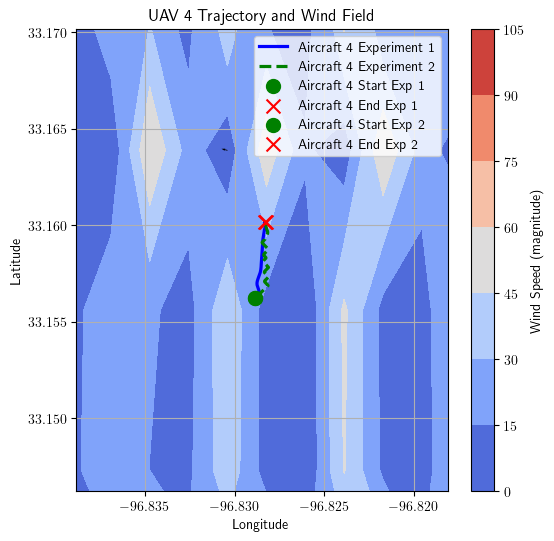 UAV 4 Trajectory and Wind Field
Aircraft 4 Experiment 1
Aircraft 4 Experiment 2
Aircraft 4 Start Exp 1
Aircraft 4 End Exp 1
Aircraft 4 Start Exp 2
Aircraft 4 End Exp 2
33.170
33.165
33.160
33.155
33.150
Latitude
−96.835
−96.830
−96.825
−96.820
Longitude
105
90
75
60
45
30
15
0
Wind Speed (magnitude)